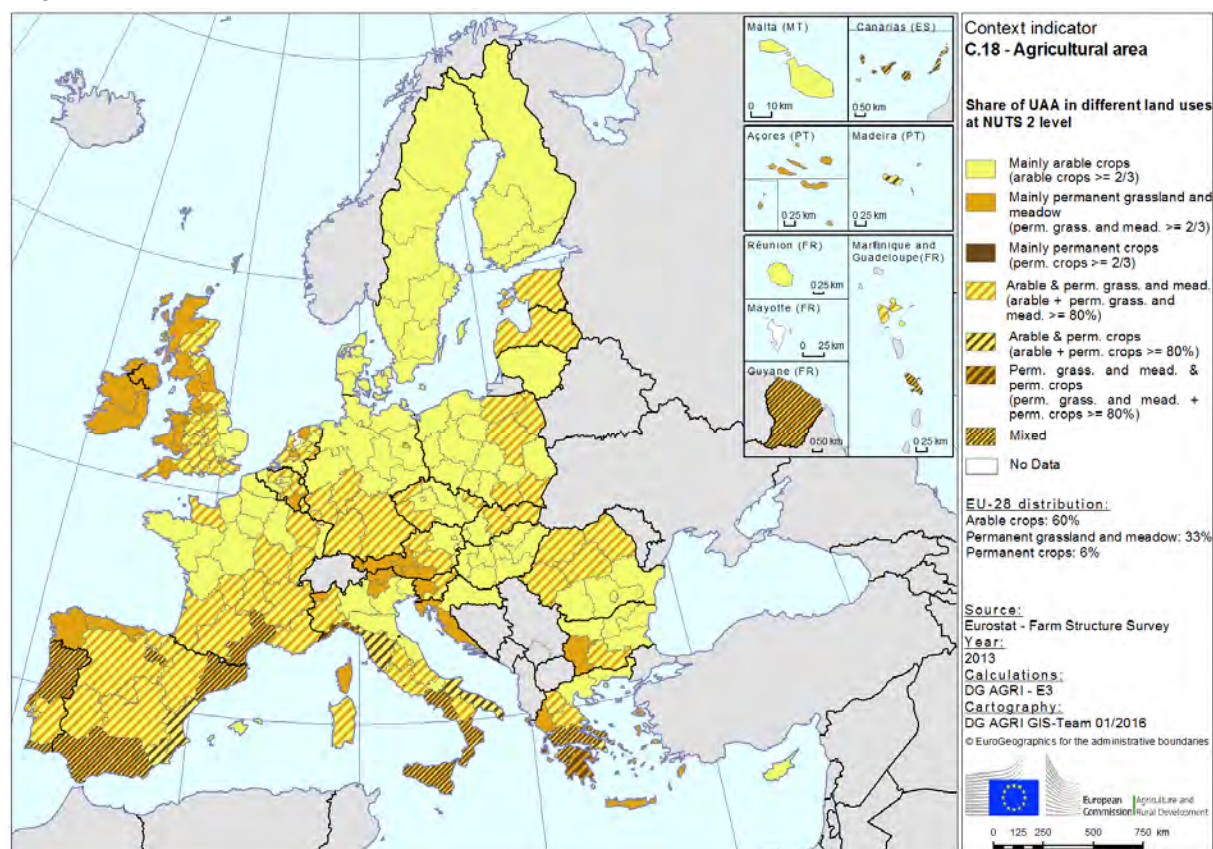 Malta (MT)
0 10 km
Canarias (ES)
0 50 km
Açores (PT)
0 25 km
Madeira (PT)
0 25 km
Réunion (FR)
0 25 km
Martinique and
Guadeloupe(FR)
0 25 km
Mayotte (FR)
0 25 km
Guyane (FR)
0 50 km
Context indicator
C.18 - Agricultural area
Share of UAA in different land uses
at NUTS 2 level
Mainly arable crops
(arable crops >= 2/3)
Mainly permanent grassland and
meadow
(perm. grass. and mead. >= 2/3)
Mainly permanent crops
(perm. crops >= 2/3)
Arable & perm. grass. and mead.
(arable + perm. grass. and
mead. >= 80%)
Arable & perm. crops
(arable + perm. crops >= 80%)
Perm. grass. and mead. &
perm. crops
(perm. grass. and mead. +
perm. crops >= 80%)
Mixed
No Data
EU-28 distribution:
Arable crops: 60%
Permanent grassland and meadow: 33%
Permanent crops: 6%
Source:
Eurostat - Farm Structure Survey
Year:
2013
Calculations:
DG AGRI - E3
Cartography:
DG AGRI GIS-Team 01/2016
© EuroGeographics for the administrative boundaries
European
Commission
Agriculture and
Rural Development
0 125 250 500 750 km